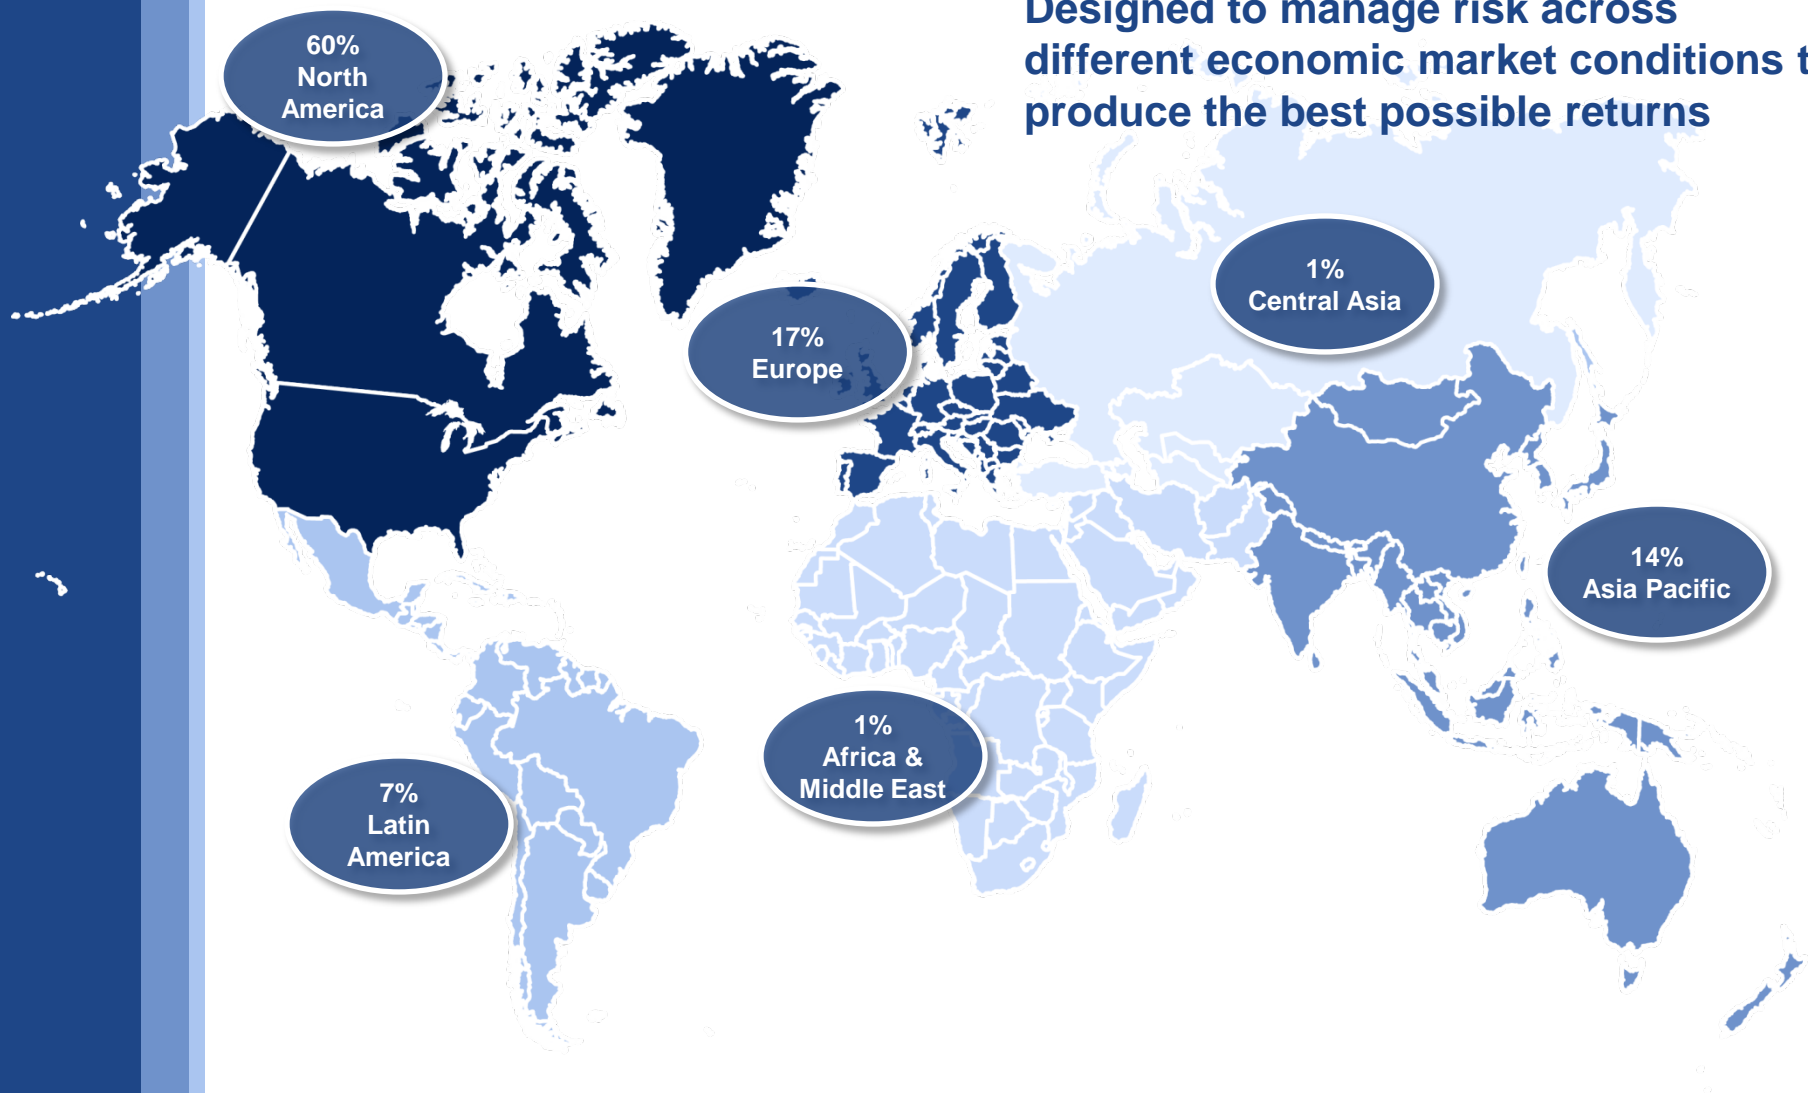 Designed to manage risk across
different economic market conditions t
produce the best possible returns
60%
North
America
1%
Central Asia
17%
Europe
14%
Asia Pacific
1%
Africa &
Middle East
7%
Latin
America